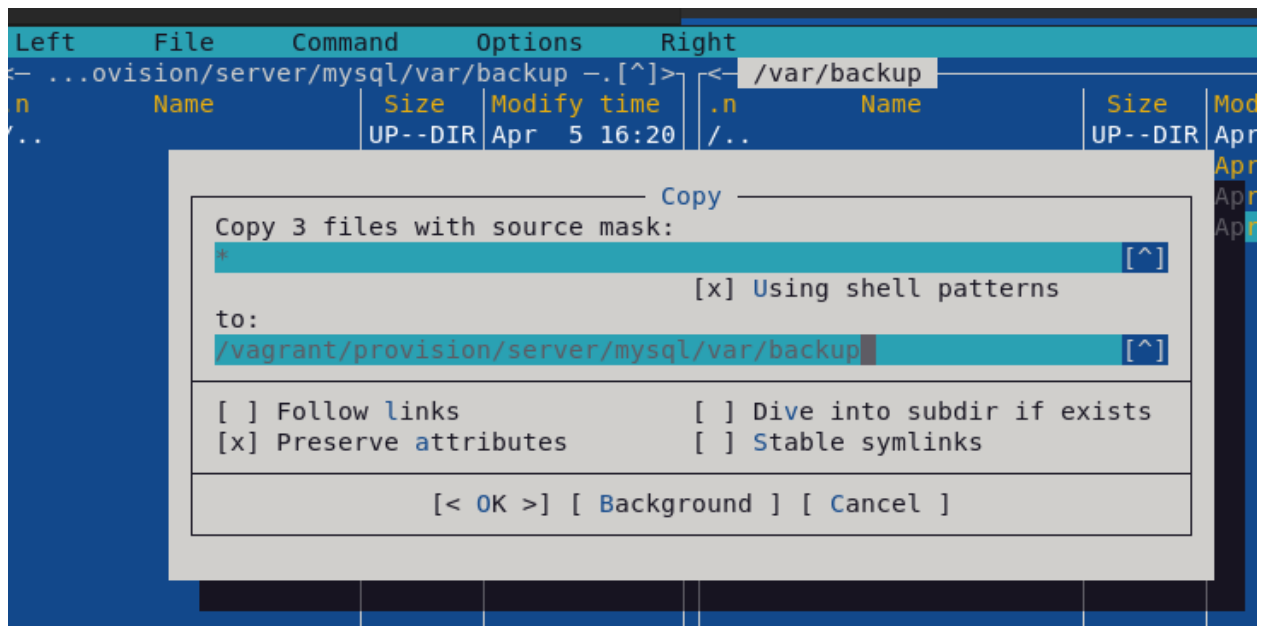 Left File Command Options Right
<— ...ovision/server/mysql/var/backup —.[^]> <— /var/backup
.n Name Size Modify time .n Name Size Mod
/.. UP--DIR Apr 5 16:20 /.. UP--DIR Apr
Apr
Copy Apr
Copy 3 files with source mask: Apr
* [^]
[x] Using shell patterns
to:
/vagrant/provision/server/mysql/var/backup [^]
[ ] Follow links [ ] Dive into subdir if exists
[x] Preserve attributes [ ] Stable symlinks
[< OK >] [ Background ] [ Cancel ]